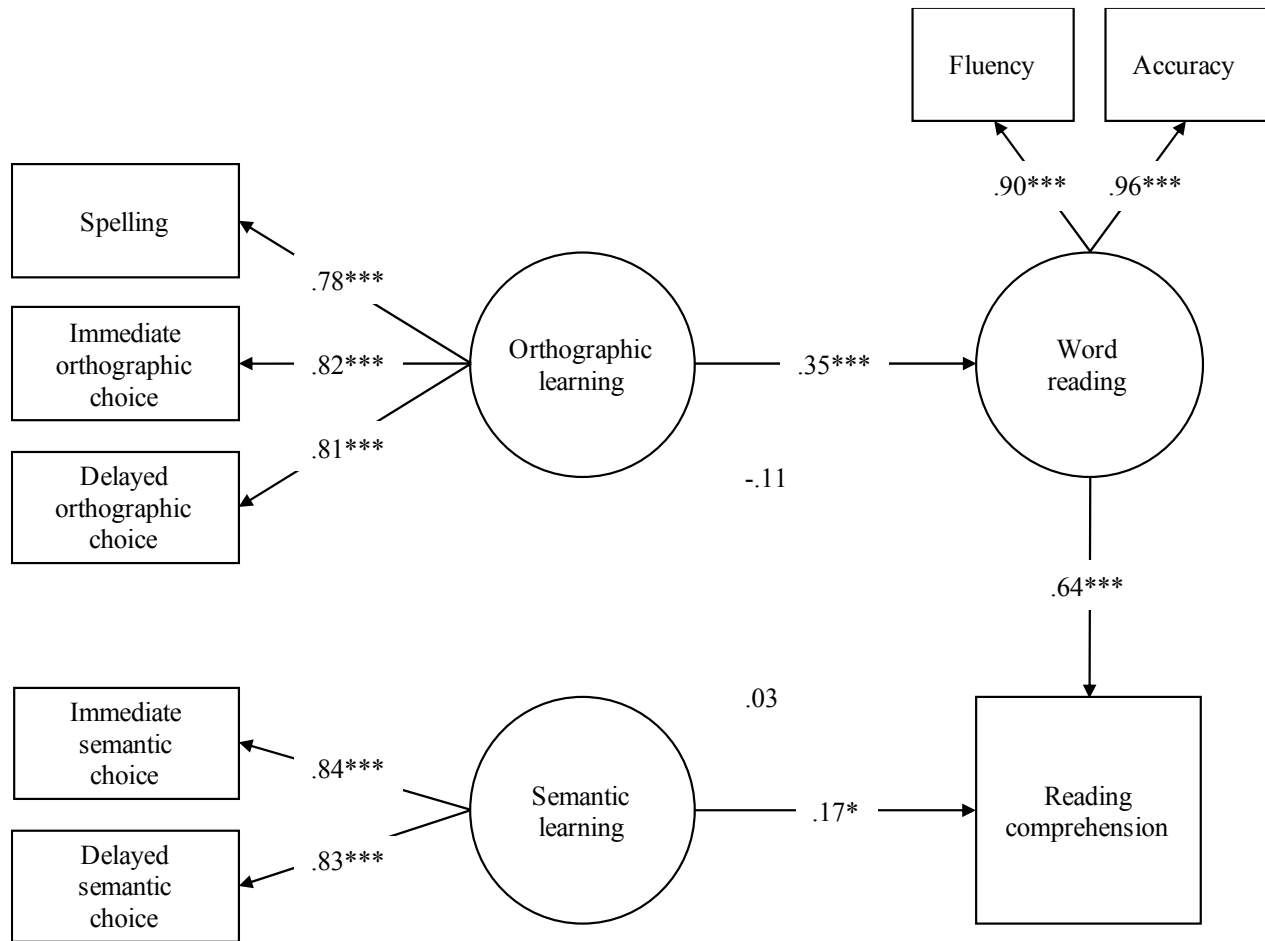 Fluency
Accuracy
.90***
.96***
Spelling
.78***
Immediate
orthographic
choice
.82***
Orthographic
learning
.35***
Word
reading
.81***
Delayed
orthographic
choice
-.11
.64***
Immediate
semantic
choice
.03
.84***
Semantic
learning
.17*
Reading
comprehension
.83***
Delayed
semantic
choice